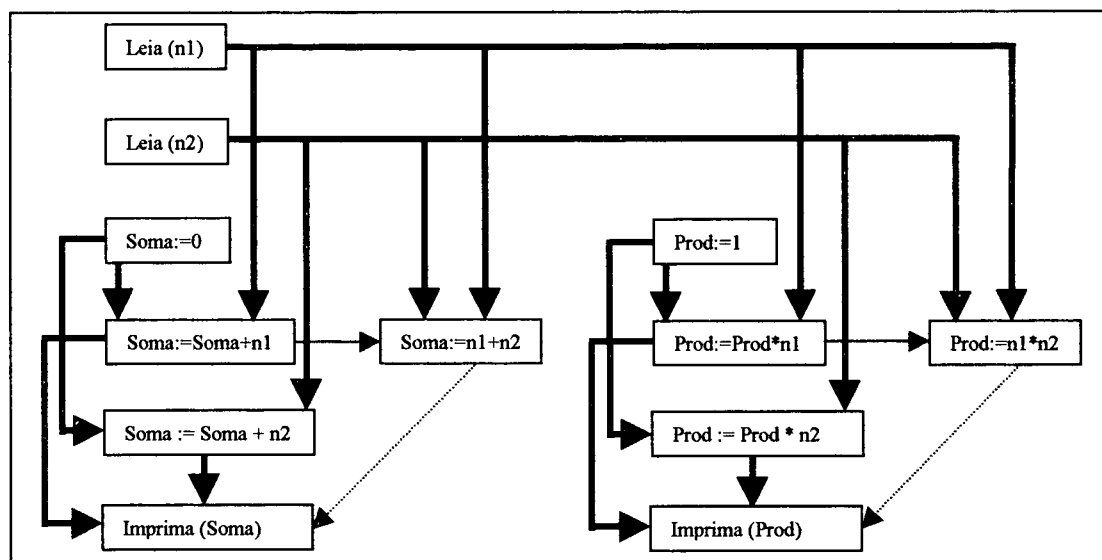 Leia (n1)
Leia (n2)
Soma:=0
Prod:=1
Soma:=Soma+n1
Soma:=n1+n2
Prod:=Prod*n1
Prod:=n1*n2
Soma := Soma + n2
Prod := Prod * n2
Imprima (Soma)
Imprima (Prod)